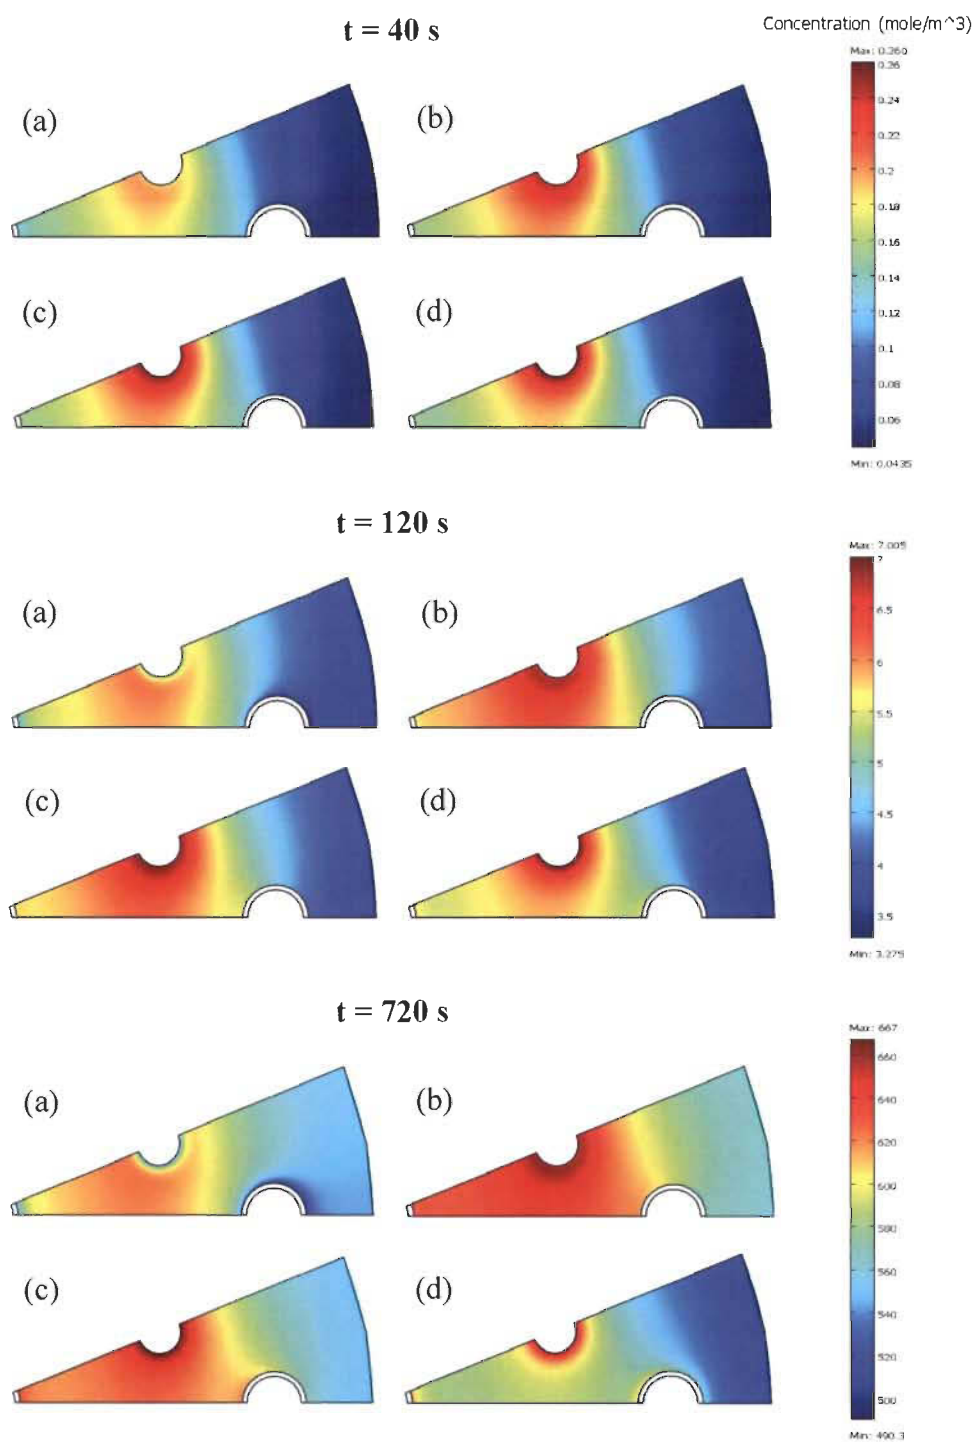 t = 40 s
Concentration (mole/m^3)
Max: 0.260
(a)
(b)
(c)
(d)
0.26
0.24
0.22
0.2
0.18
0.16
0.14
0.12
0.1
0.08
0.06
Min: 0.0435
t = 120 s
Max: 7.005
(a)
(b)
(c)
(d)
7
6.5
6
5.5
5
4.5
4
3.5
Min: 3.275
t = 720 s
Max: 667
(a)
(b)
(c)
(d)
660
640
620
600
580
560
540
520
500
Min: 490.3